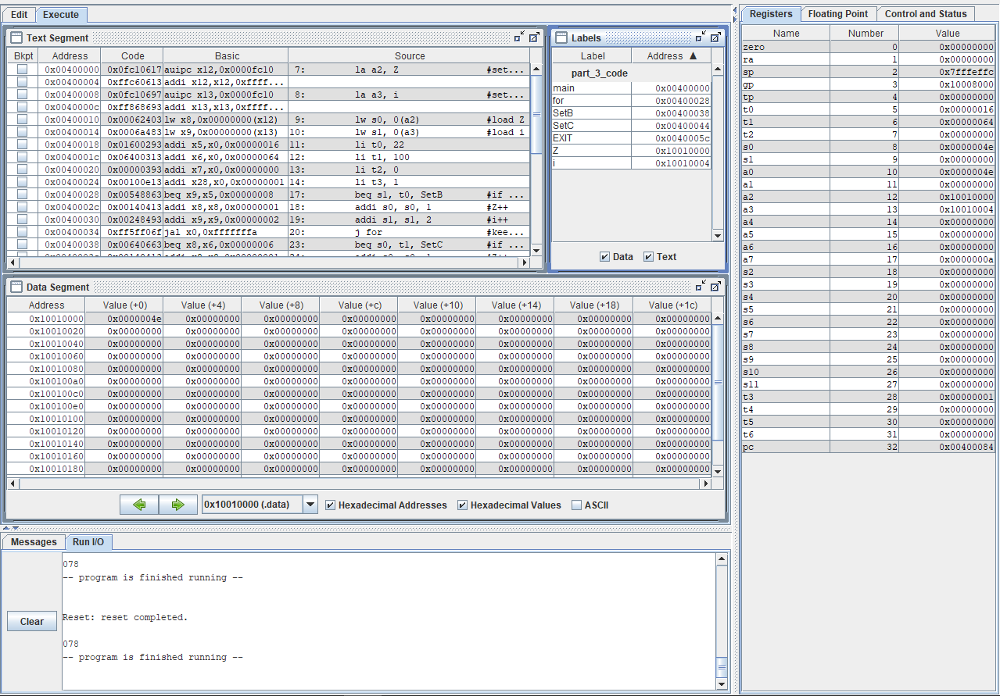 Edit Execute
Text Segment
Bkpt Address Code Basic Source
0x00400000 0x0fc10617 auipc x12,0x0000fc10 7: la a2, Z #set...
0x00400004 0xffc60613 addi x12,x12,0xffff...
0x00400008 0x0fc10697 auipc x13,0x0000fc10 8: la a3, i #set...
0x0040000c 0xff868693 addi x13,x13,0xffff...
0x00400010 0x00062403 lw x8,0x00000000(x12) 9: lw s0, 0(a2) #load Z
0x00400014 0x0006a483 lw x9,0x00000000(x13) 10: lw s1, 0(a3) #load i
0x00400018 0x01600293 addi x5,x0,0x00000016 11: li t0, 22
0x0040001c 0x06400313 addi x6,x0,0x00000064 12: li t1, 100
0x00400020 0x00000393 addi x7,x0,0x00000000 13: li t2, 0
0x00400024 0x00100e13 addi x28,x0,0x00000001 14: li t3, 1
0x00400028 0x00548863 beq x9,x5,0x00000008 17: beq s1, t0, SetB #if ...
0x0040002c 0x00140413 addi x8,x8,0x00000001 18: addi s0, s0, 1 #Z++
0x00400030 0x00248493 addi x9,x9,0x00000002 19: addi s1, s1, 2 #i++
0x00400034 0xff5ff06f jal x0,0xfffffffa 20: j for #kee...
0x00400038 0x00640663 beq x8,x6,0x00000006 23: beq s0, t1, SetC #if ...
0x0040003c 0x00140413 addi x8,x8,0x00000001 24: addi s0, s0, 1 #Z++
Labels
Label Address ▲
part_3_code
main 0x00400000
for 0x00400028
SetB 0x00400038
SetC 0x00400044
EXIT 0x0040005c
Z 0x10010000
i 0x10010004
Data Text
Data Segment
Address Value (+0) Value (+4) Value (+8) Value (+c) Value (+10) Value (+14) Value (+18) Value (+1c)
0x10010000 0x0000004e 0x00000000 0x00000000 0x00000000 0x00000000 0x00000000 0x00000000 0x00000000
0x10010020 0x00000000 0x00000000 0x00000000 0x00000000 0x00000000 0x00000000 0x00000000 0x00000000
0x10010040 0x00000000 0x00000000 0x00000000 0x00000000 0x00000000 0x00000000 0x00000000 0x00000000
0x10010060 0x00000000 0x00000000 0x00000000 0x00000000 0x00000000 0x00000000 0x00000000 0x00000000
0x10010080 0x00000000 0x00000000 0x00000000 0x00000000 0x00000000 0x00000000 0x00000000 0x00000000
0x100100a0 0x00000000 0x00000000 0x00000000 0x00000000 0x00000000 0x00000000 0x00000000 0x00000000
0x100100c0 0x00000000 0x00000000 0x00000000 0x00000000 0x00000000 0x00000000 0x00000000 0x00000000
0x100100e0 0x00000000 0x00000000 0x00000000 0x00000000 0x00000000 0x00000000 0x00000000 0x00000000
0x10010100 0x00000000 0x00000000 0x00000000 0x00000000 0x00000000 0x00000000 0x00000000 0x00000000
0x10010120 0x00000000 0x00000000 0x00000000 0x00000000 0x00000000 0x00000000 0x00000000 0x00000000
0x10010140 0x00000000 0x00000000 0x00000000 0x00000000 0x00000000 0x00000000 0x00000000 0x00000000
0x10010160 0x00000000 0x00000000 0x00000000 0x00000000 0x00000000 0x00000000 0x00000000 0x00000000
0x10010180 0x00000000 0x00000000 0x00000000 0x00000000 0x00000000 0x00000000 0x00000000 0x00000000
0x10010000 (.data) Hexadecimal Addresses Hexadecimal Values ASCII
Messages Run I/O
Clear
078
-- program is finished running --
Reset: reset completed.
078
-- program is finished running --
Registers Floating Point Control and Status
Name Number Value
zero 0 0x00000000
ra 1 0x00000000
sp 2 0x7fffeffc
gp 3 0x10008000
tp 4 0x00000000
t0 5 0x00000016
t1 6 0x00000064
t2 7 0x00000000
s0 8 0x0000004e
s1 9 0x00000000
a0 10 0x0000004e
a1 11 0x00000000
a2 12 0x10010000
a3 13 0x10010004
a4 14 0x00000000
a5 15 0x00000000
a6 16 0x00000000
a7 17 0x0000000a
s2 18 0x00000000
s3 19 0x00000000
s4 20 0x00000000
s5 21 0x00000000
s6 22 0x00000000
s7 23 0x00000000
s8 24 0x00000000
s9 25 0x00000000
s10 26 0x00000000
s11 27 0x00000000
t3 28 0x00000001
t4 29 0x00000000
t5 30 0x00000000
t6 31 0x00000000
pc 32 0x00400084